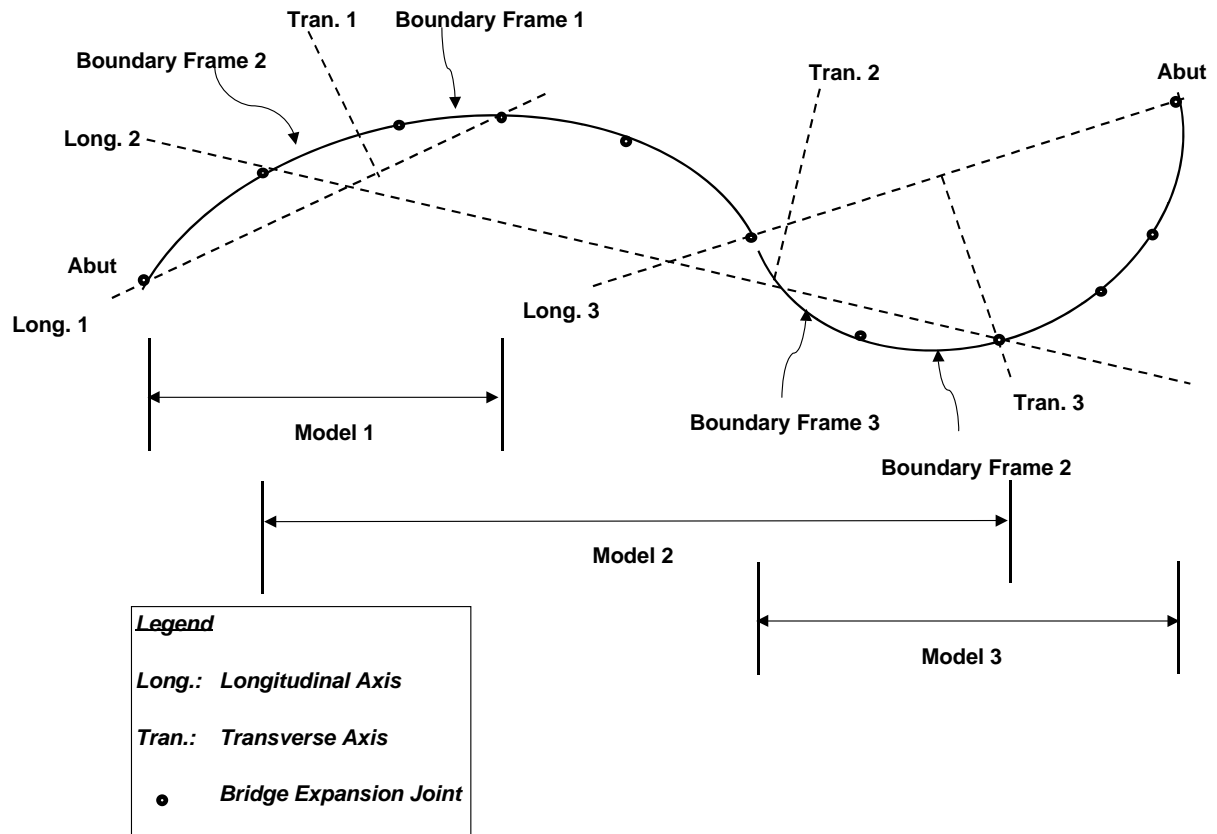 Tran. 1
Boundary Frame 1
Boundary Frame 2
Tran. 2
Abut
Long. 2
Abut
Long. 3
Long. 1
Tran. 3
Boundary Frame 3
Model 1
Boundary Frame 2
Model 2
Model 3
Legend
Long.: Longitudinal Axis
Tran.: Transverse Axis
Bridge Expansion Joint